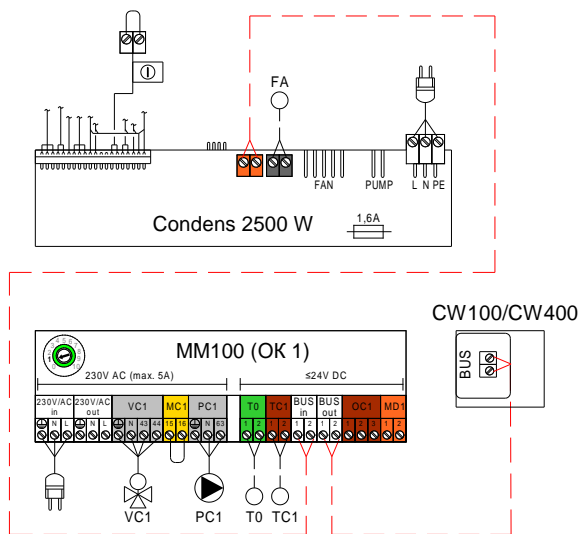 FA
FAN
PUMP
L N PE
Condens 2500 W
1,6A
CW100/CW400
BUS
MM100 (OК 1)
230V AC (max. 5A)
≤24V DC
230V/AC in
230V/AC out
VC1
MC1
PC1
T0
TC1
BUS in
BUS out
OC1
MD1
N L
N L
N 43 44
15 16
N 63
1 2
1 2
1 2
1 2
1 2 3
1 2
VC1
PC1
T0
TC1